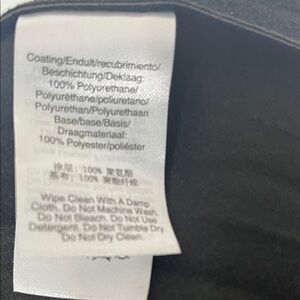 Coating/Enduit/recubrimiento/
Beschichtung/Deklaag:
100% Polyurethane/
Polyuréthane/poliuretano/
Polyurethan/Polyurethaan
Base/base/Basis/
Draagmateriaal:
100% Polyester/poliéster
涂层: 100% 聚氨酯
基布: 100% 聚酯纤维
Wipe Clean With A Damp
Cloth. Do Not Machine Wash.
Do Not Bleach. Do Not Use
Detergent. Do Not Tumble Dry.
Do Not Dry Clean.